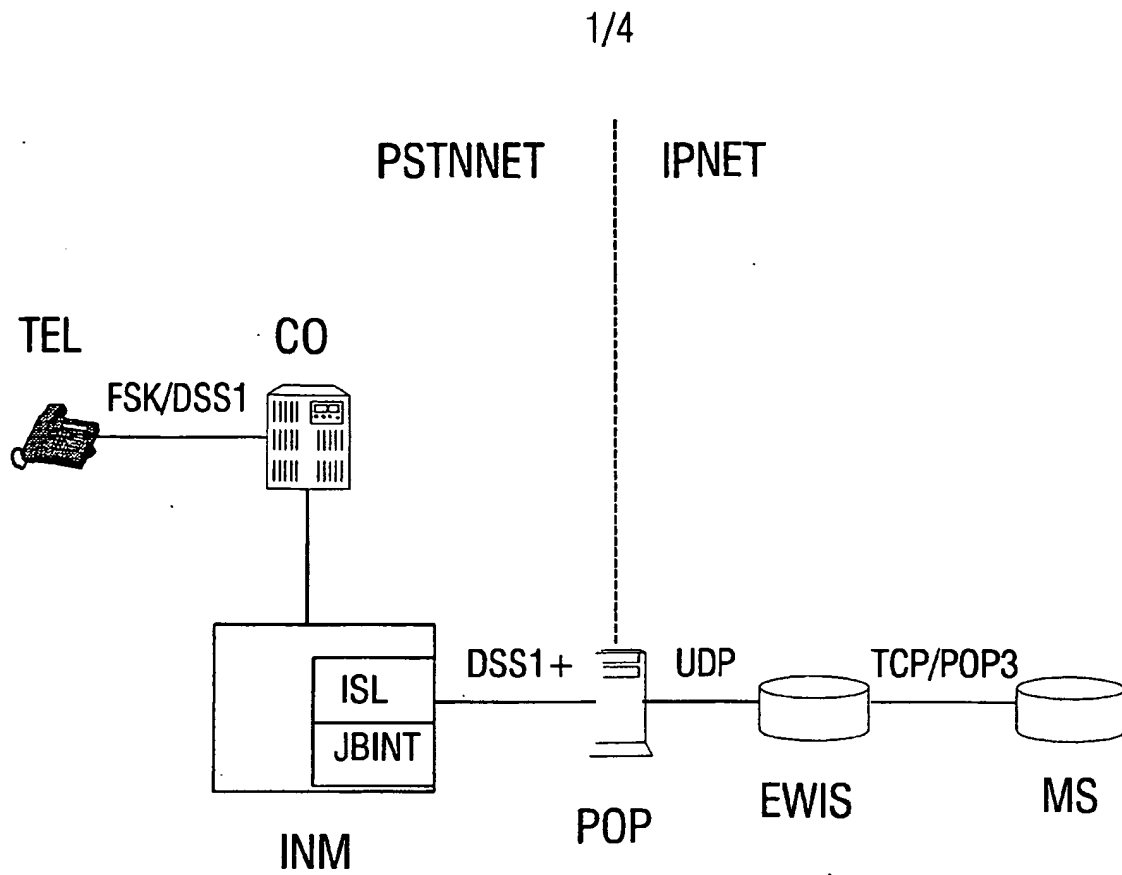 1/4
PSTNNET
IPNET
TEL
CO
FSK/DSS1
DSS1+
UDP
TCP/POP3
ISL
JBINT
EWIS
MS
POP
INM